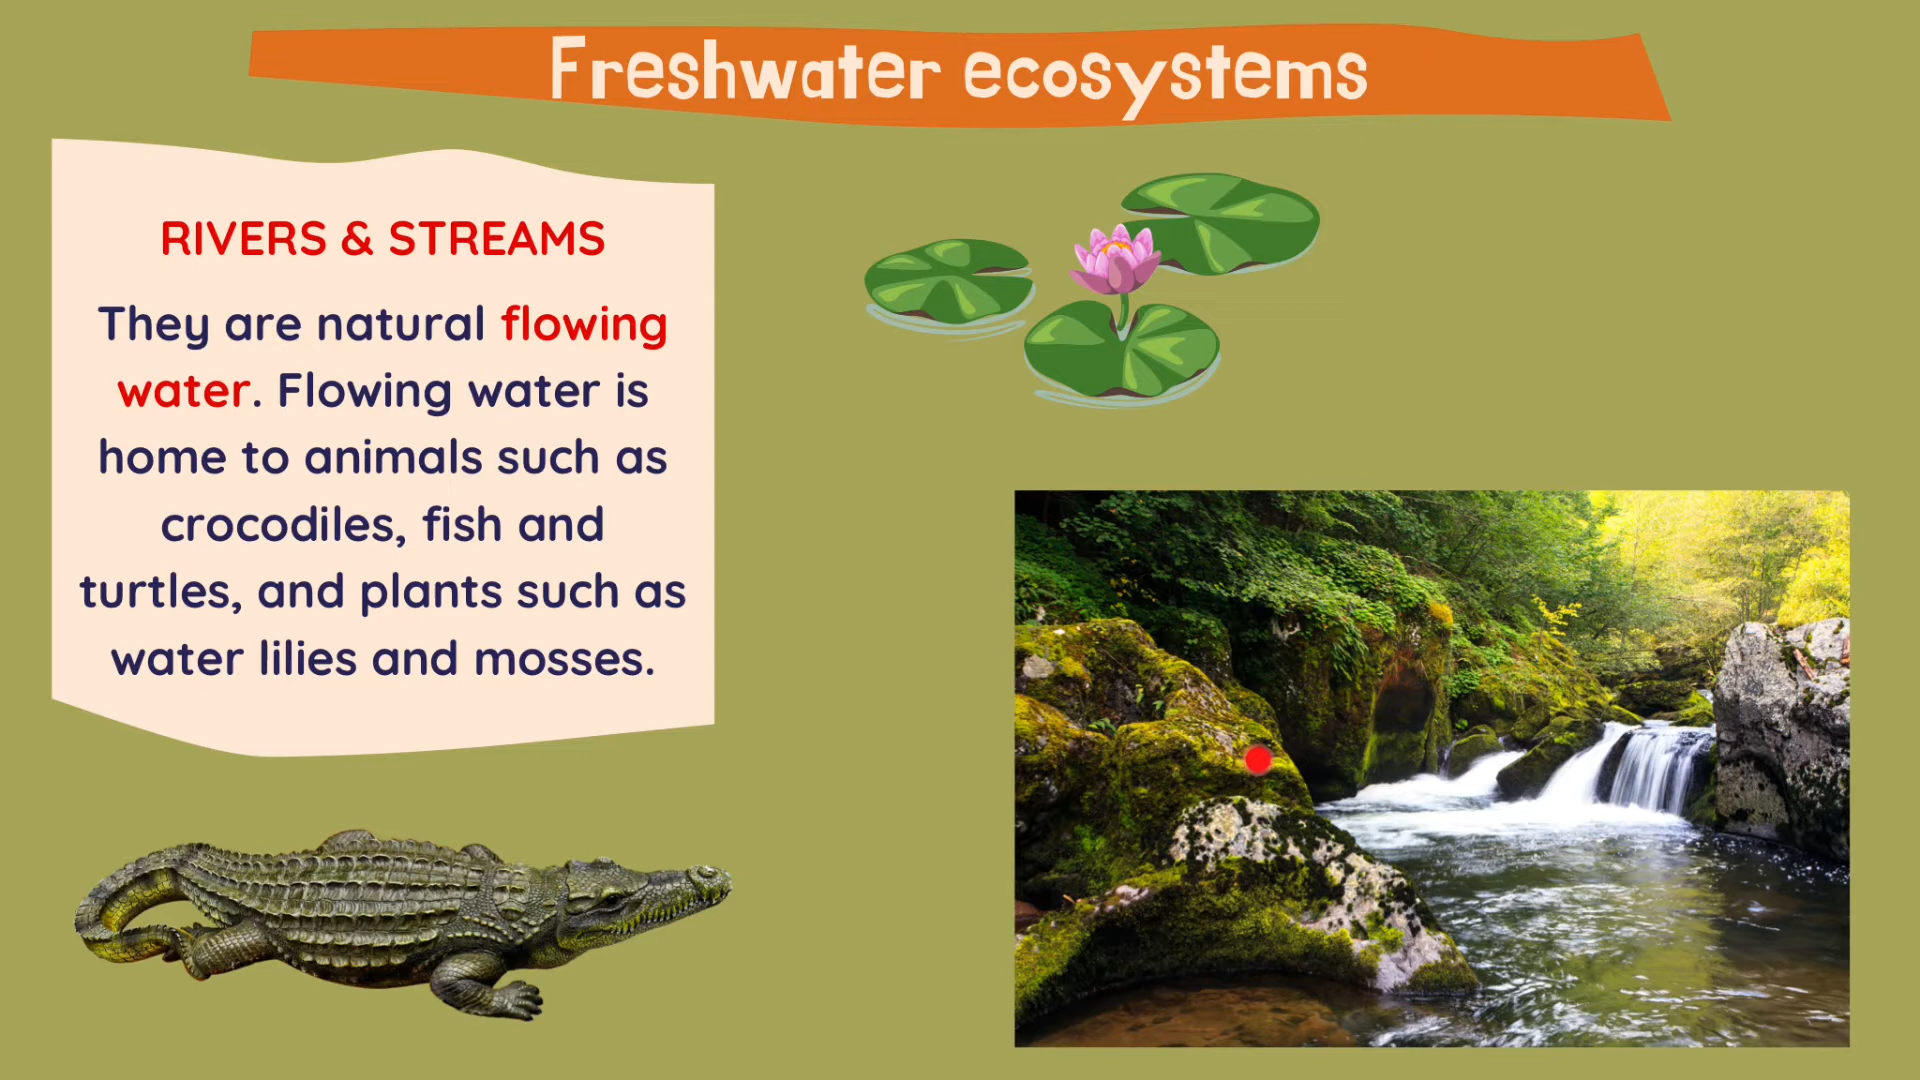 Freshwater ecosystems
RIVERS & STREAMS
They are natural flowing
water. Flowing water is
home to animals such as
crocodiles, fish and
turtles, and plants such as
water lilies and mosses.